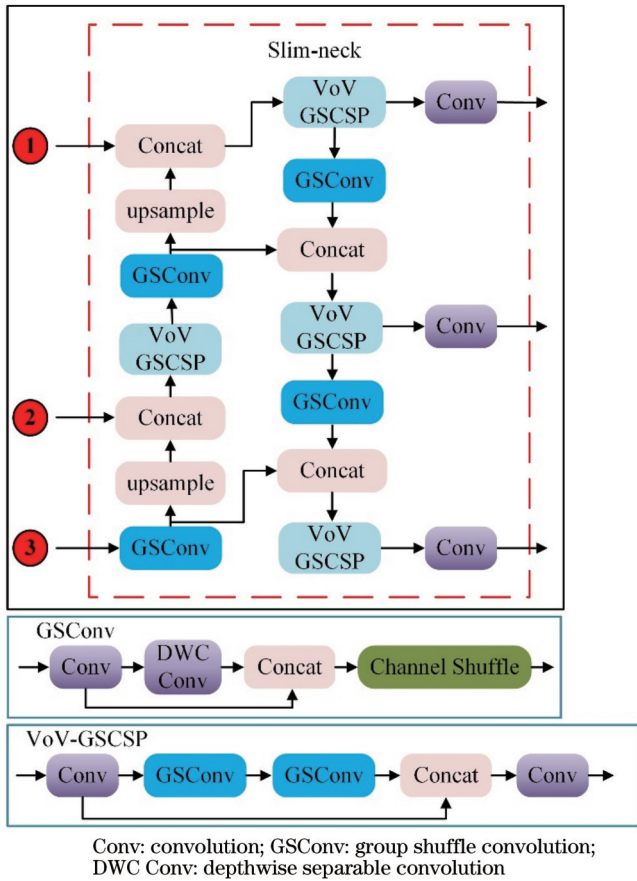 Slim-neck
VoV
GSCSP
Conv
1
Concat
GSConv
upsample
Concat
GSConv
VoV
GSCSP
VoV
GSCSP
Conv
GSConv
2
Concat
Concat
upsample
3
GSConv
VoV
GSCSP
Conv
GSConv
Conv
DWC
Conv
Concat
Channel Shuffle
VoV-GSCSP
Conv
GSConv
GSConv
Concat
Conv
Conv: convolution; GSConv: group shuffle convolution;
DWC Conv: depthwise separable convolution